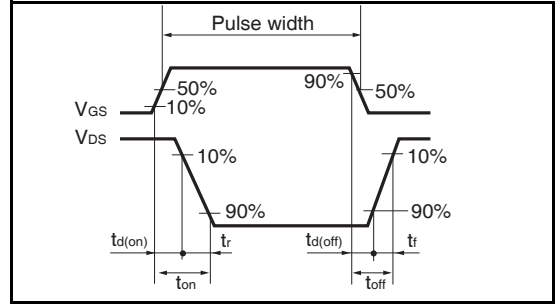 Pulse width
90%
50%
50%
VGS
10%
VDS
10%
10%
90%
90%
td(on)
tr
td(off)
tf
ton
toff